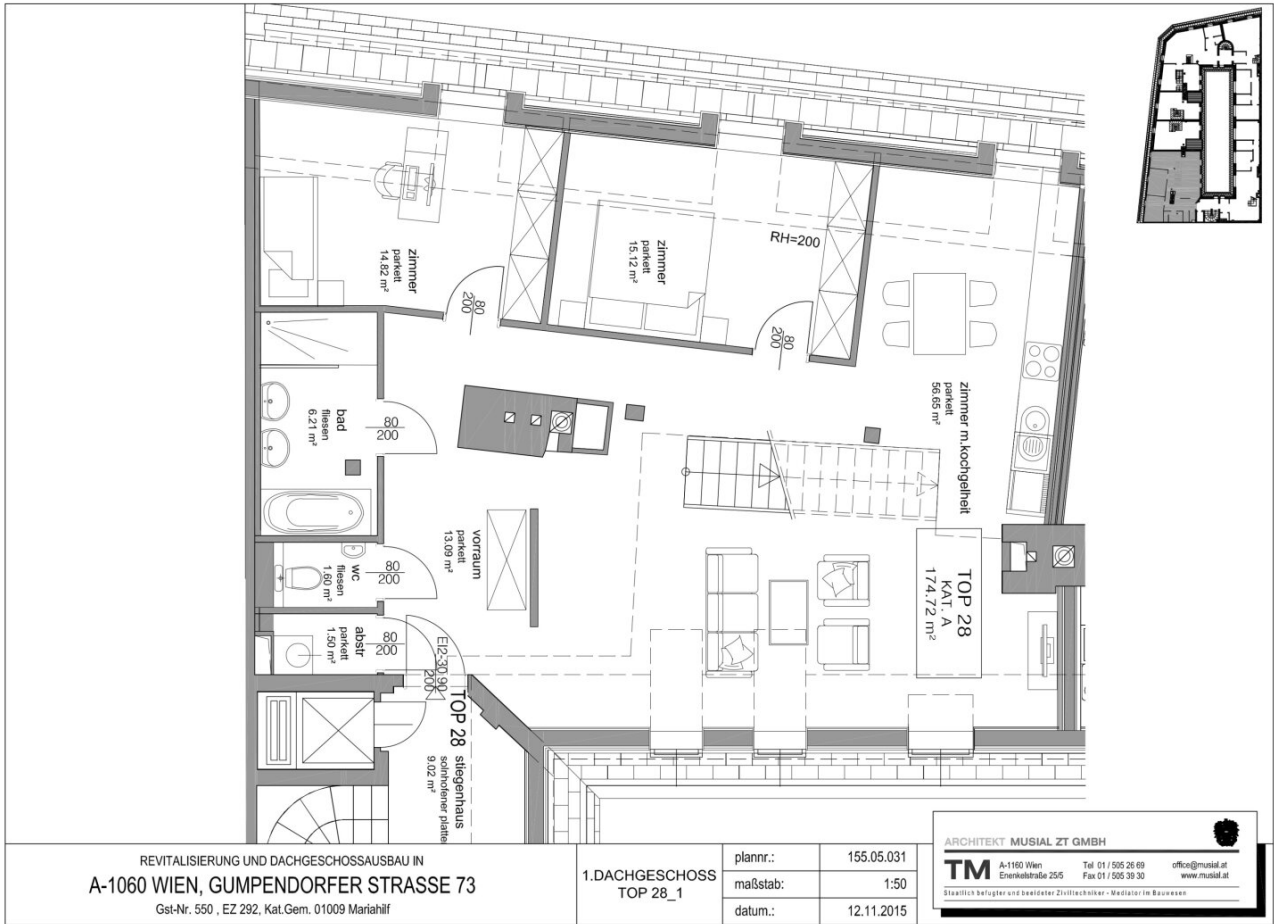 zimmer
parkett
14.82 m²
80
200
zimmer
parkett
15.12 m²
RH=200
80
200
zimmer m.kochgelheit
parkett
56.65 m²
bad
fliesen
6.21 m²
80
200
vorraum
parkett
13.09 m²
wc
fliesen
1.60 m²
80
200
abstr
parkett
1.50 m²
80
200
EI2-30 90
200
TOP 28
KAT. A
174.72 m²
TOP 28
stiegenhaus
solnhofener platte
9.02 m²
REVITALISIERUNG UND DACHGESCHOSSAUSBAU IN
A-1060 WIEN, GUMPENDORFER STRASSE 73
Gst-Nr. 550 , EZ 292, Kat.Gem. 01009 Mariahilf
1.DACHGESCHOSS
TOP 28_1
plannr.: 155.05.031
maßstab: 1:50
datum.: 12.11.2015
ARCHITEKT MUSIAL ZT GMBH
TM
A-1160 Wien Tel 01 / 505 26 69 office@musial.at
Enenkelstraße 25/5 Fax 01 / 505 39 30 www.musial.at
Staatlich befugter und beeideter Ziviltechniker - Mediator im Bauwesen